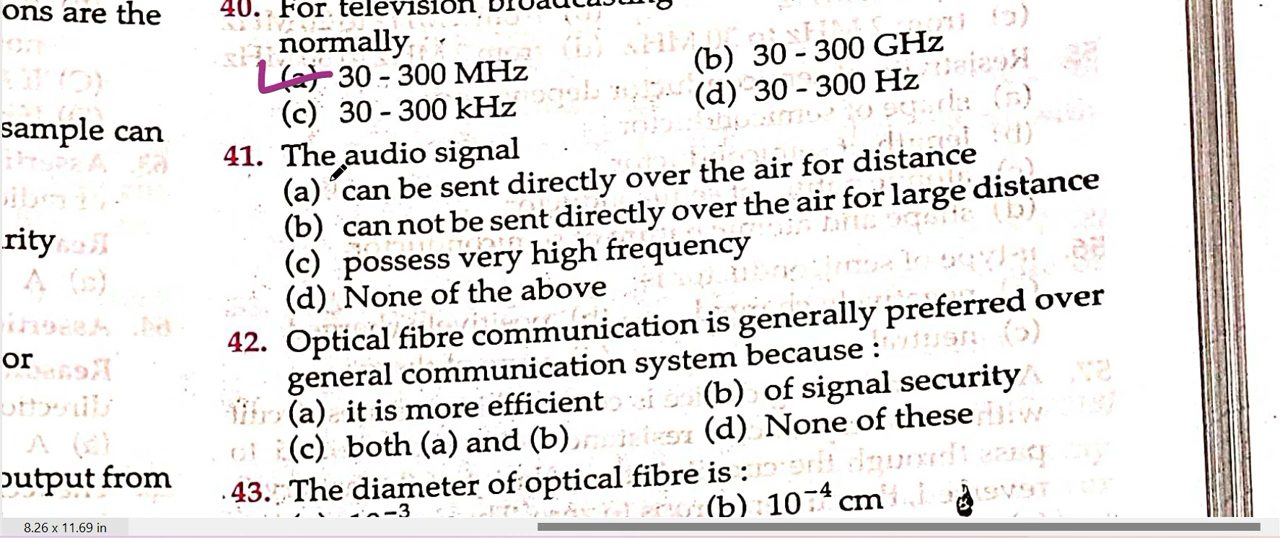 ons are the
sample can
rity
or
output from
40. For television broadcasting
normally
(a) 30 - 300 MHz
(b) 30 - 300 GHz
(c) 30 - 300 kHz
(d) 30 - 300 Hz
41. The audio signal
(a) can be sent directly over the air for distance
(b) can not be sent directly over the air for large distance
(c) possess very high frequency
(d) None of the above
42. Optical fibre communication is generally preferred over
general communication system because :
(a) it is more efficient
(b) of signal security
(c) both (a) and (b)
(d) None of these
43. The diameter of optical fibre is :
(b) 10⁻⁴ cm
8.26 x 11.69 in